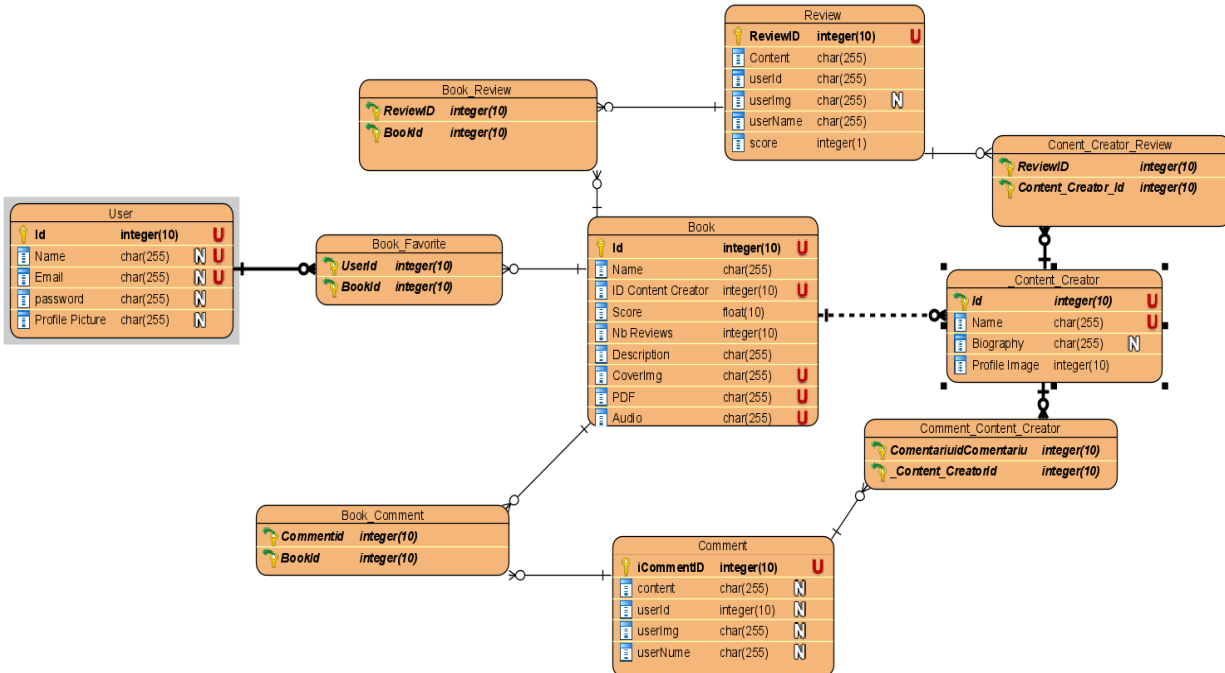 Review
ReviewID integer(10) U
Content char(255)
userId char(255)
userImg char(255) N
userName char(255)
score integer(1)
Book_Review
ReviewID integer(10)
BookId integer(10)
Conent_Creator_Review
ReviewID integer(10)
Content_Creator_Id integer(10)
User
Id integer(10) U
Name char(255) N U
Email char(255) N U
password char(255) N
Profile Picture char(255) N
Book_Favorite
UserId integer(10)
BookId integer(10)
Book
Id integer(10) U
Name char(255)
ID Content Creator integer(10) U
Score float(10)
Nb Reviews integer(10)
Description char(255)
CoverImg char(255) U
PDF char(255) U
Audio char(255) U
_Content_Creator
Id integer(10) U
Name char(255) U
Biography char(255) N
Profile Image integer(10)
Comment_Content_Creator
ComentariuidComentariu integer(10)
_Content_CreatorId integer(10)
Book_Comment
Commentid integer(10)
BookId integer(10)
Comment
iCommentID integer(10) U
content char(255) N
userId integer(10) N
userImg char(255) N
userNume char(255) N